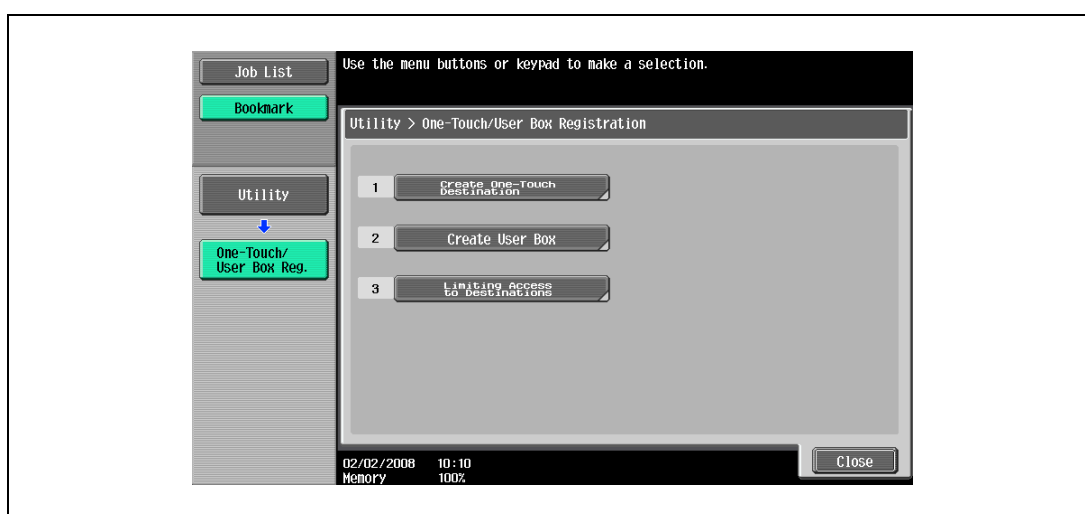 Job List
Bookmark
Use the menu buttons or keypad to make a selection.
Utility > One-Touch/User Box Registration
Utility
One-Touch/
User Box Reg.
1
Create One-Touch
Destination
2
Create User Box
3
Limiting Access
to Destinations
02/02/2008 10:10
Memory 100%
Close